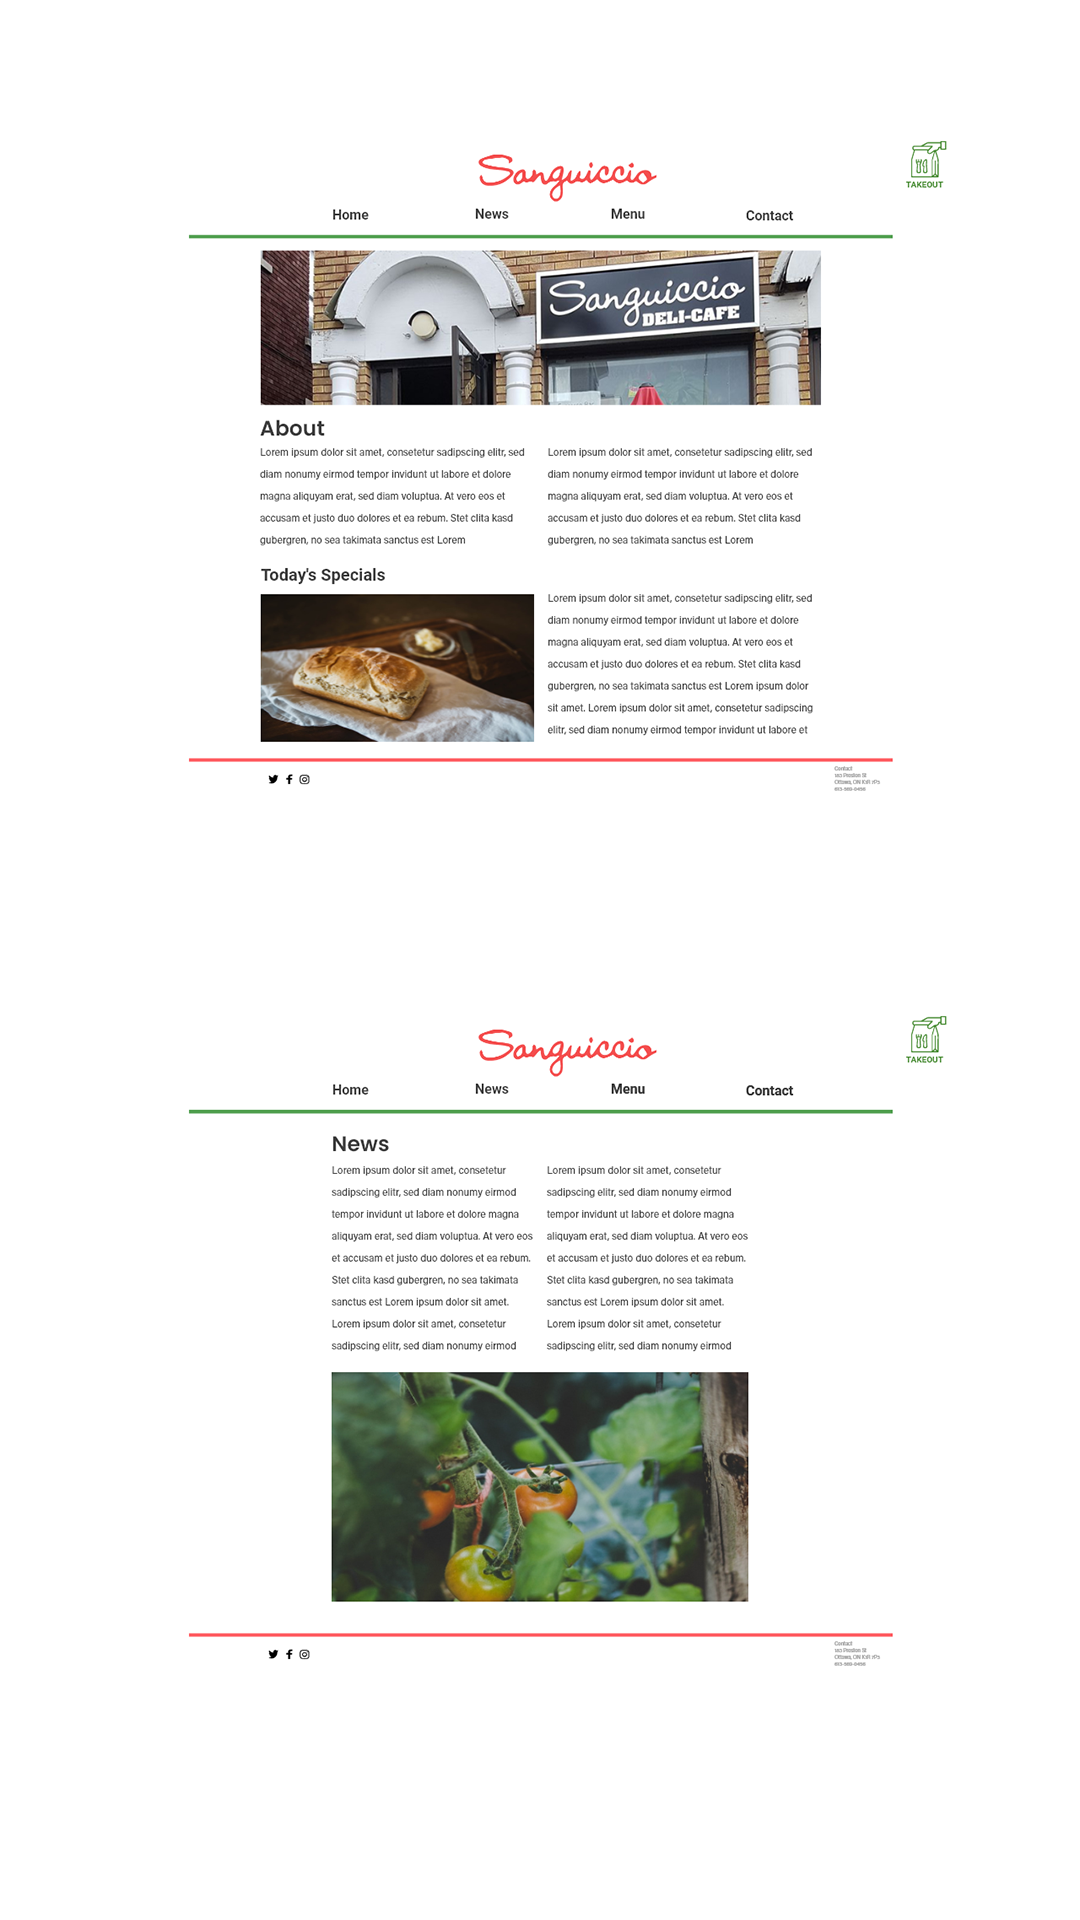 Sanguiccio
TAKEOUT
Home News Menu Contact
Sanguiccio
DELI-CAFE
About
Lorem ipsum dolor sit amet, consetetur sadipscing elitr, sed
diam nonumy eirmod tempor invidunt ut labore et dolore
magna aliquyam erat, sed diam voluptua. At vero eos et
accusam et justo duo dolores et ea rebum. Stet clita kasd
gubergren, no sea takimata sanctus est Lorem
Lorem ipsum dolor sit amet, consetetur sadipscing elitr, sed
diam nonumy eirmod tempor invidunt ut labore et dolore
magna aliquyam erat, sed diam voluptua. At vero eos et
accusam et justo duo dolores et ea rebum. Stet clita kasd
gubergren, no sea takimata sanctus est Lorem
Today's Specials
Lorem ipsum dolor sit amet, consetetur sadipscing elitr, sed
diam nonumy eirmod tempor invidunt ut labore et dolore
magna aliquyam erat, sed diam voluptua. At vero eos et
accusam et justo duo dolores et ea rebum. Stet clita kasd
gubergren, no sea takimata sanctus est Lorem ipsum dolor
sit amet. Lorem ipsum dolor sit amet, consetetur sadipscing
elitr, sed diam nonumy eirmod tempor invidunt ut labore et
Contact
Preston St
Ottawa, ON
Sanguiccio
TAKEOUT
Home News Menu Contact
News
Lorem ipsum dolor sit amet, consetetur
sadipscing elitr, sed diam nonumy eirmod
tempor invidunt ut labore et dolore magna
aliquyam erat, sed diam voluptua. At vero eos
et accusam et justo duo dolores et ea rebum.
Stet clita kasd gubergren, no sea takimata
sanctus est Lorem ipsum dolor sit amet.
Lorem ipsum dolor sit amet, consetetur
sadipscing elitr, sed diam nonumy eirmod
Lorem ipsum dolor sit amet, consetetur
sadipscing elitr, sed diam nonumy eirmod
tempor invidunt ut labore et dolore magna
aliquyam erat, sed diam voluptua. At vero eos
et accusam et justo duo dolores et ea rebum.
Stet clita kasd gubergren, no sea takimata
sanctus est Lorem ipsum dolor sit amet.
Lorem ipsum dolor sit amet, consetetur
sadipscing elitr, sed diam nonumy eirmod
Contact
Preston St
Ottawa, ON